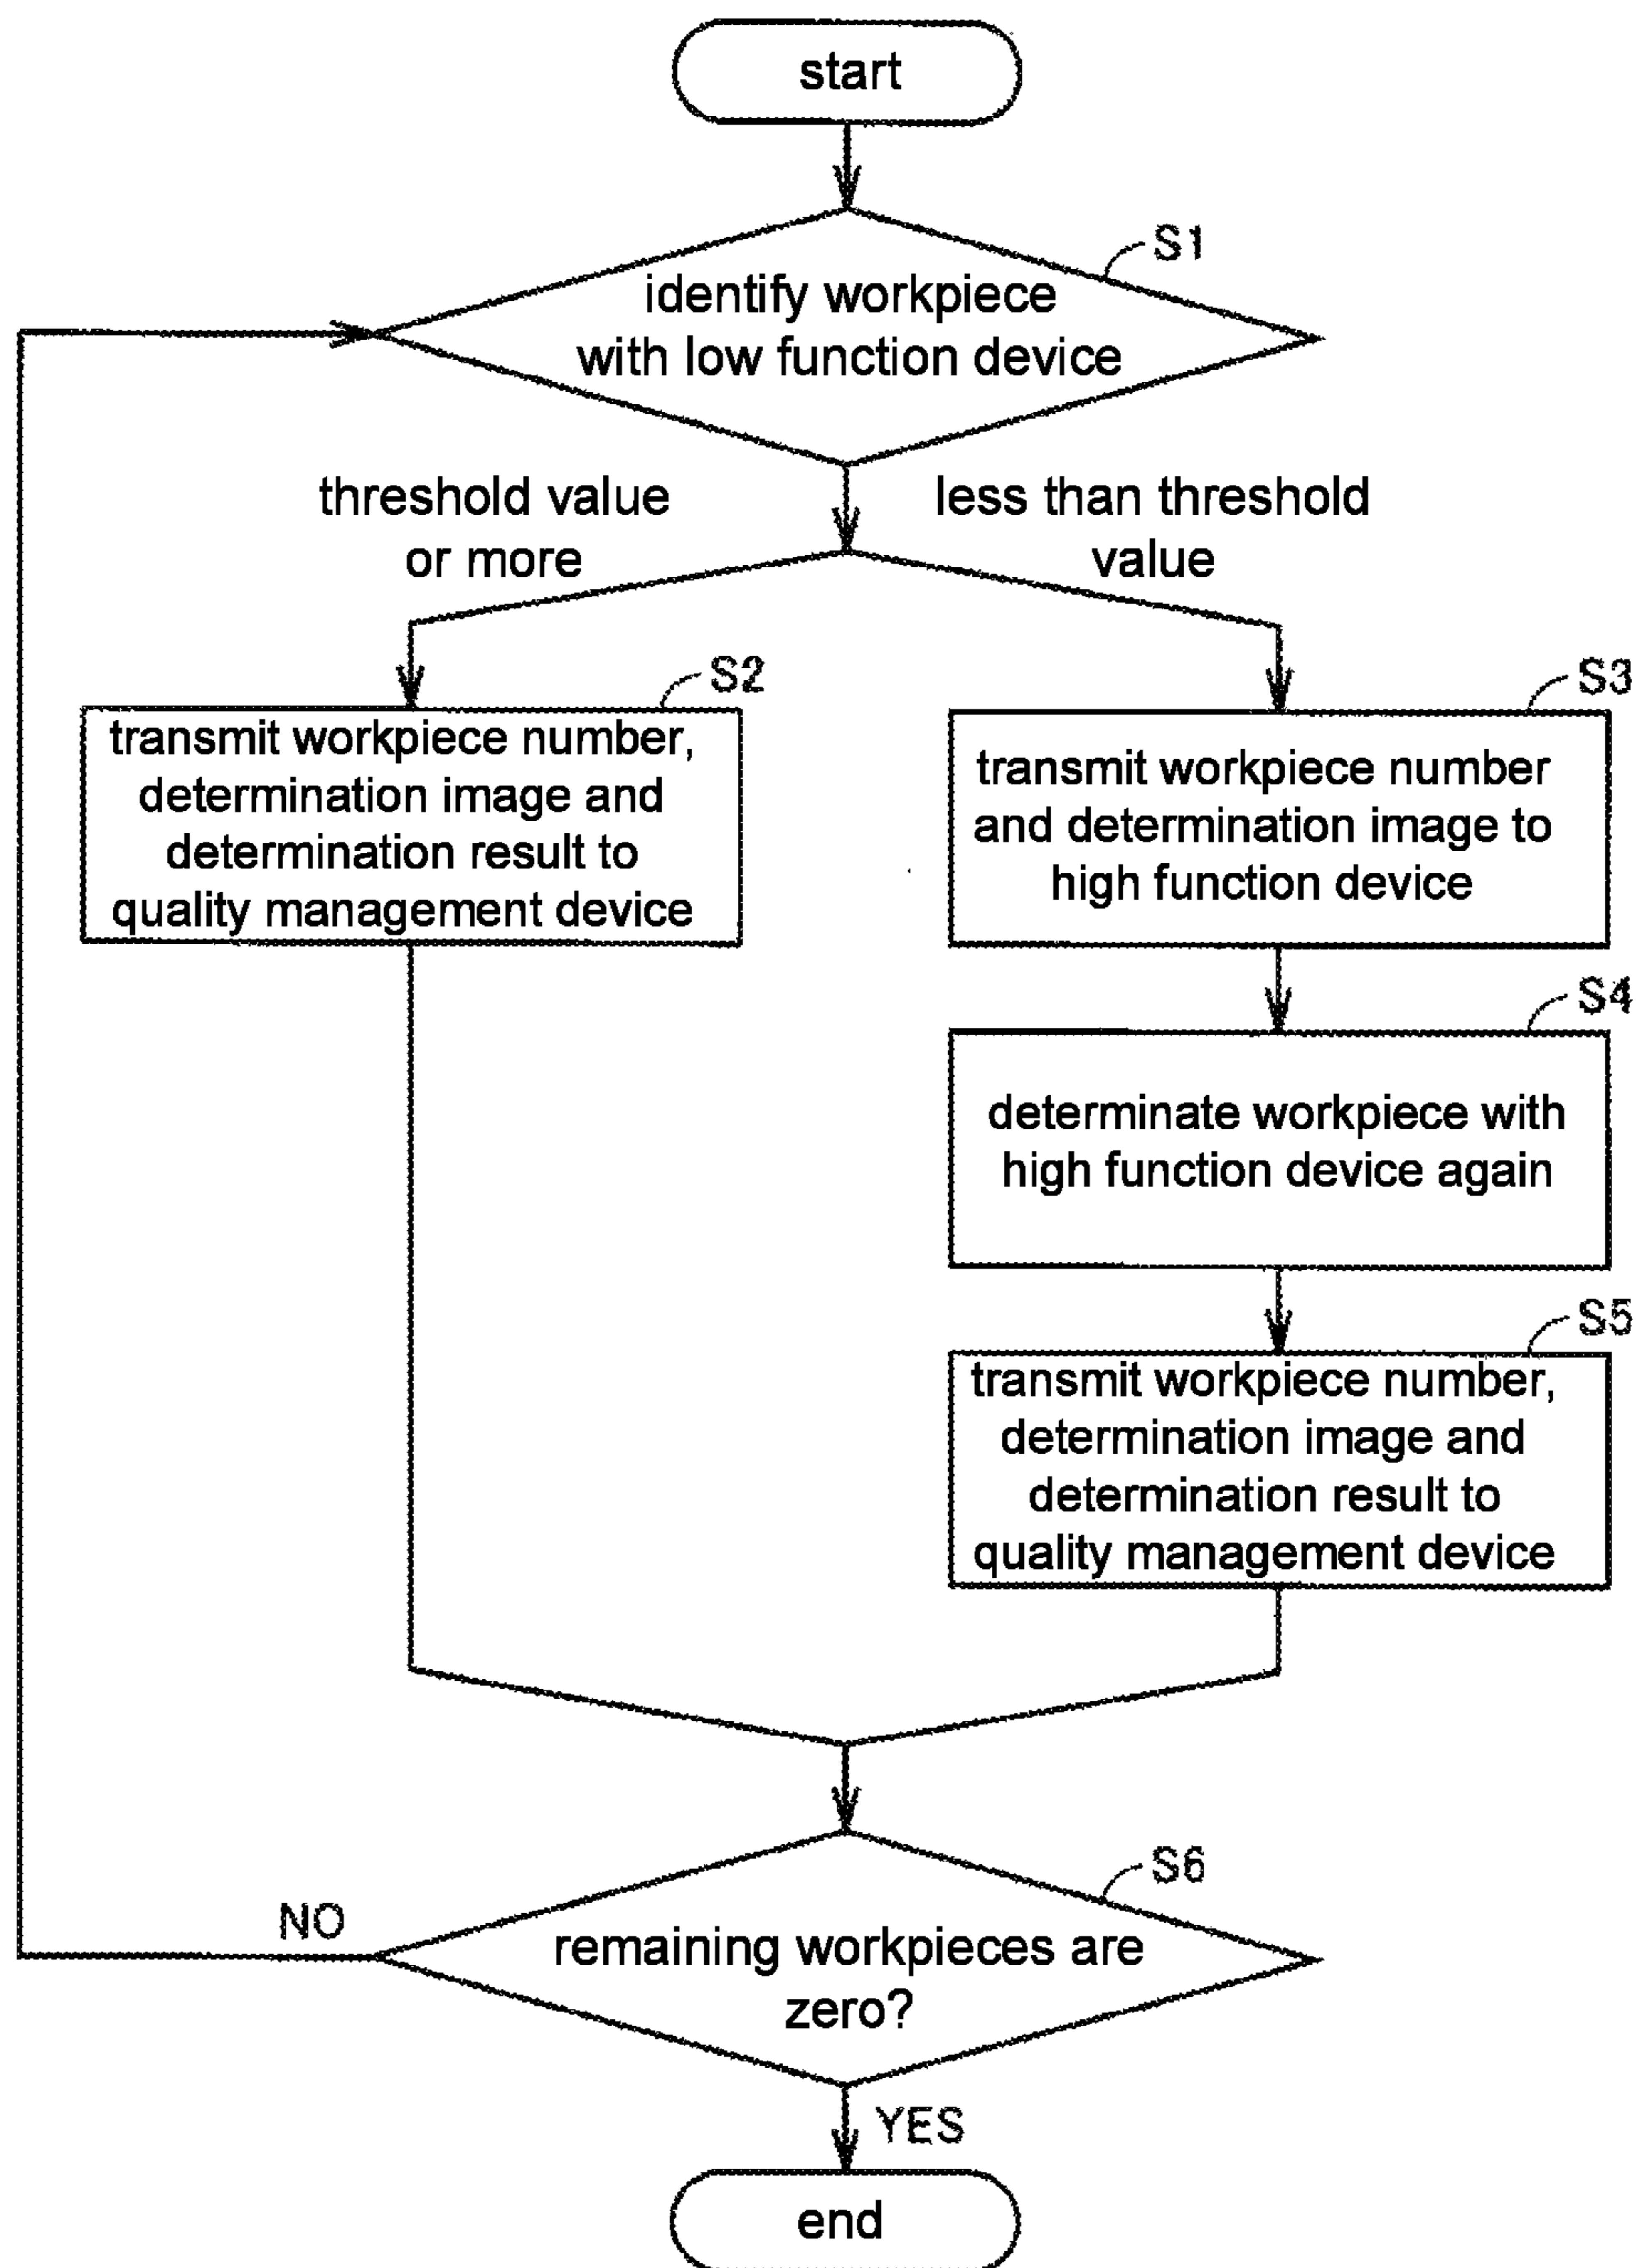 start
S1
identify workpiece
with low function device
threshold value
or more
less than threshold
value
S2
transmit workpiece number,
determination image and
determination result to
quality management device
S3
transmit workpiece number
and determination image to
high function device
S4
determinate workpiece with
high function device again
S5
transmit workpiece number,
determination image and
determination result to
quality management device
S6
NO
remaining workpieces are
zero?
YES
end